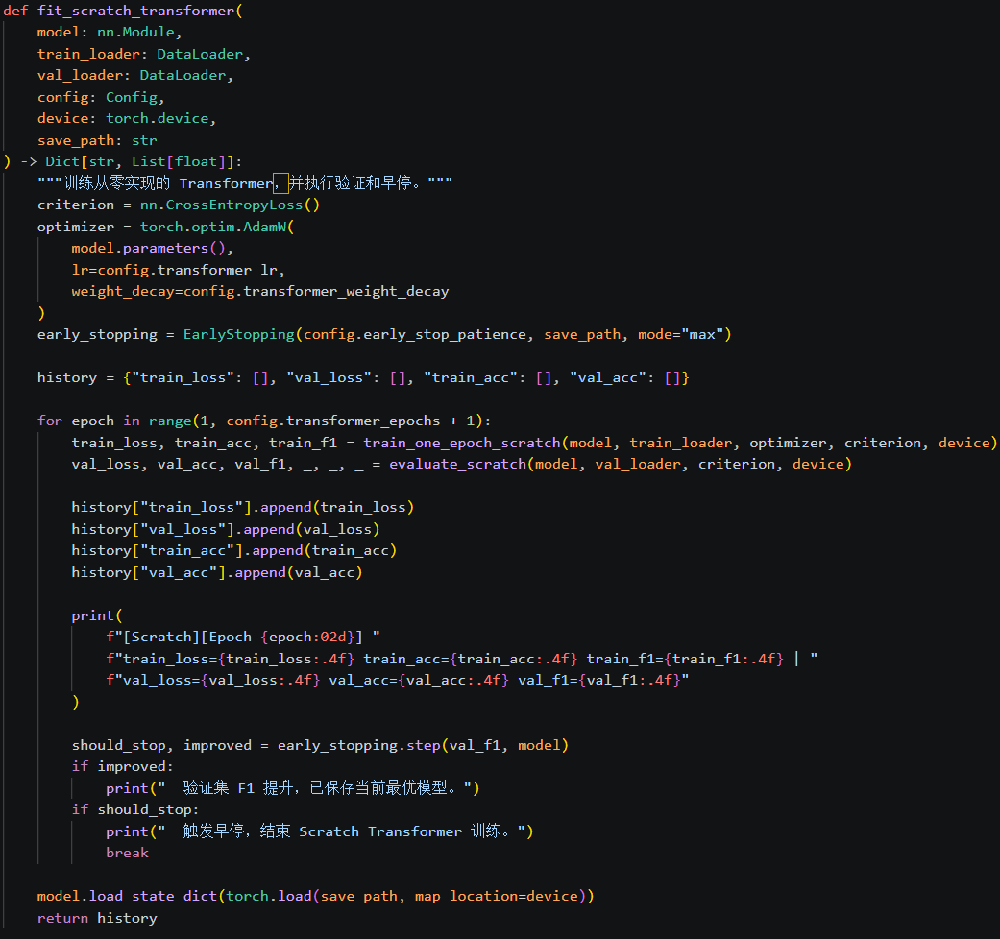 def fit_scratch_transformer(
    model: nn.Module,
    train_loader: DataLoader,
    val_loader: DataLoader,
    config: Config,
    device: torch.device,
    save_path: str
) -> Dict[str, List[float]]:
    """训练从零实现的 Transformer，并执行验证和早停。"""
    criterion = nn.CrossEntropyLoss()
    optimizer = torch.optim.AdamW(
        model.parameters(),
        lr=config.transformer_lr,
        weight_decay=config.transformer_weight_decay
    )
    early_stopping = EarlyStopping(config.early_stop_patience, save_path, mode="max")

    history = {"train_loss": [], "val_loss": [], "train_acc": [], "val_acc": []}

    for epoch in range(1, config.transformer_epochs + 1):
        train_loss, train_acc, train_f1 = train_one_epoch_scratch(model, train_loader, optimizer, criterion, device)
        val_loss, val_acc, val_f1, _, _, _ = evaluate_scratch(model, val_loader, criterion, device)

        history["train_loss"].append(train_loss)
        history["val_loss"].append(val_loss)
        history["train_acc"].append(train_acc)
        history["val_acc"].append(val_acc)

        print(
            f"[Scratch][Epoch {epoch:02d}] "
            f"train_loss={train_loss:.4f} train_acc={train_acc:.4f} train_f1={train_f1:.4f} | "
            f"val_loss={val_loss:.4f} val_acc={val_acc:.4f} val_f1={val_f1:.4f}"
        )

        should_stop, improved = early_stopping.step(val_f1, model)
        if improved:
            print("  验证集 F1 提升，已保存当前最优模型。")
        if should_stop:
            print("  触发早停，结束 Scratch Transformer 训练。")
            break

    model.load_state_dict(torch.load(save_path, map_location=device))
    return history